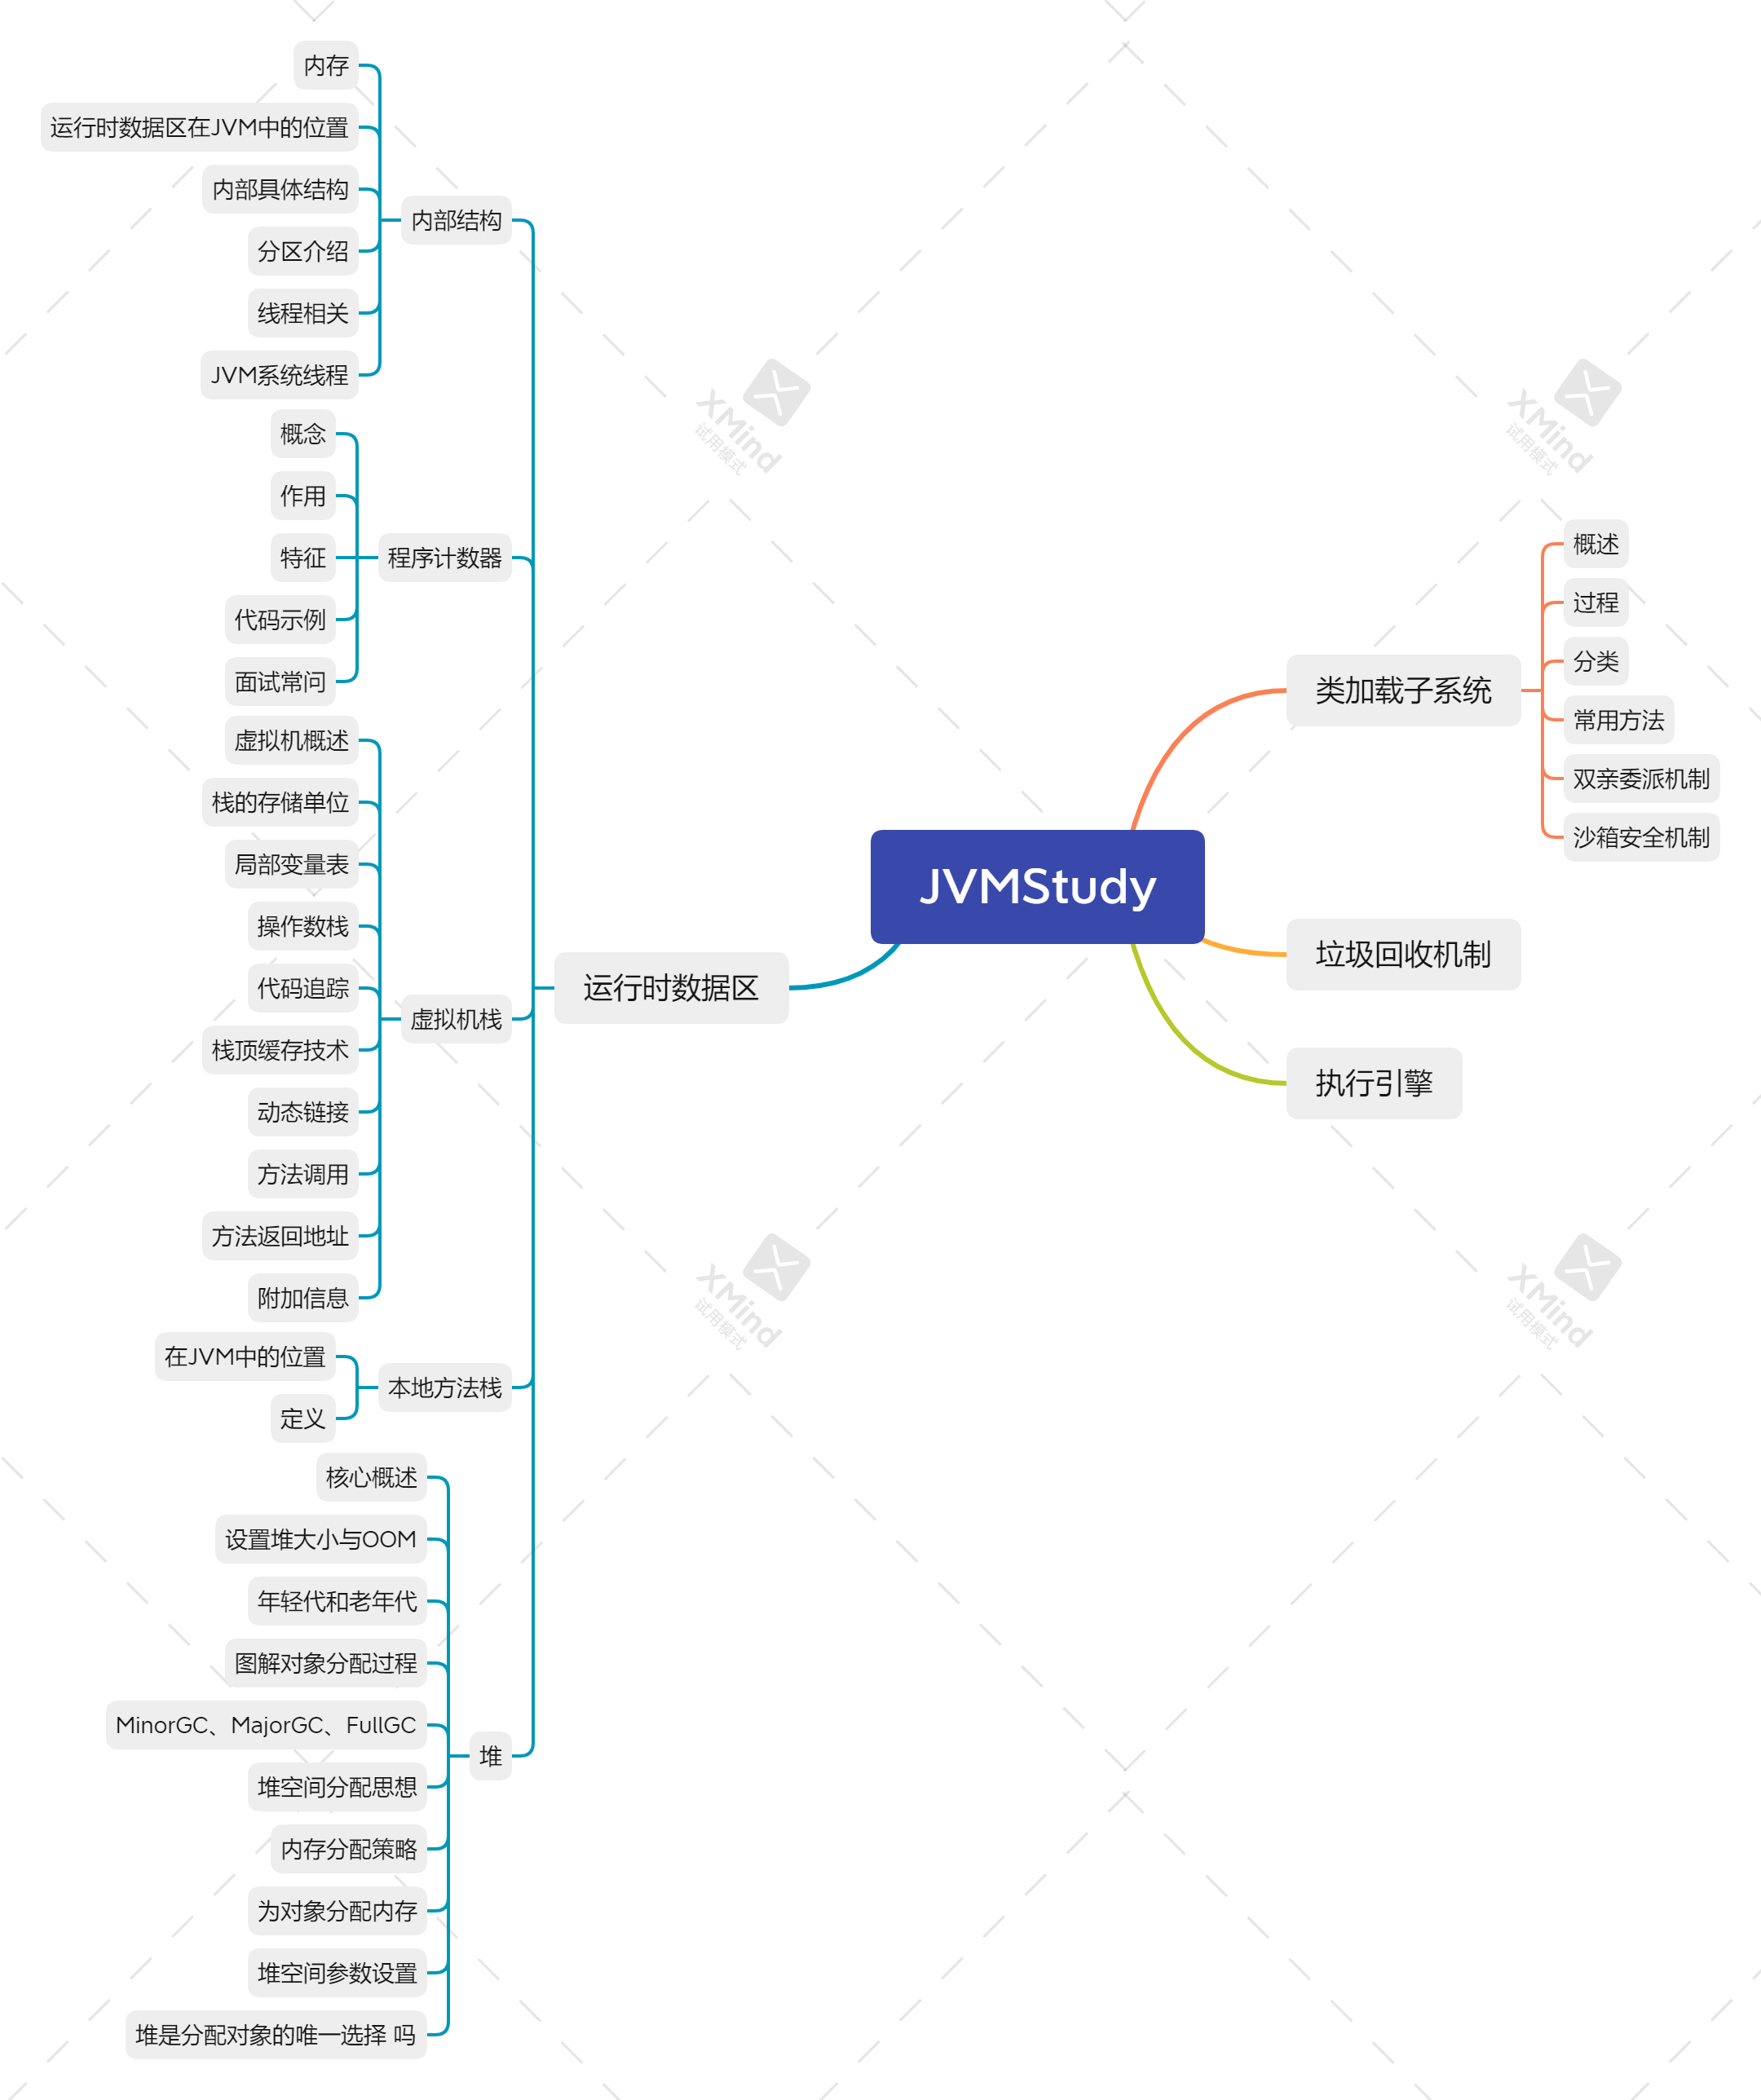 JVMStudy
类加载子系统
概述
过程
分类
常用方法
双亲委派机制
沙箱安全机制
垃圾回收机制
执行引擎
运行时数据区
内部结构
内存
运行时数据区在JVM中的位置
内部具体结构
分区介绍
线程相关
JVM系统线程
程序计数器
概念
作用
特征
代码示例
面试常问
虚拟机栈
虚拟机概述
栈的存储单位
局部变量表
操作数栈
代码追踪
栈顶缓存技术
动态链接
方法调用
方法返回地址
附加信息
本地方法栈
在JVM中的位置
定义
堆
核心概述
设置堆大小与OOM
年轻代和老年代
图解对象分配过程
MinorGC、MajorGC、FullGC
堆空间分配思想
内存分配策略
为对象分配内存
堆空间参数设置
堆是分配对象的唯一选择 吗
XMind
试用模式
XMind
试用模式
XMind
试用模式
XMind
试用模式